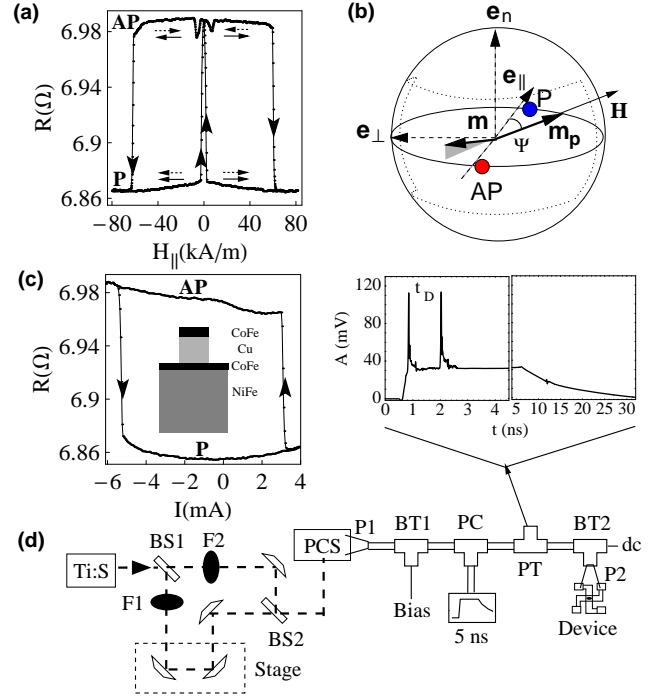 (a)
AP
P
6.98
6.94
6.9
6.86
R(Ω)
−80
−40
0
40
80
H∥(kA/m)
(b)
e_n
e∥
P
H
m
m_p
e⊥
Ψ
AP
(c)
AP
P
6.98
6.94
6.9
6.86
R(Ω)
CoFe
Cu
CoFe
NiFe
−6
−4
−2
0
2
4
I(mA)
120
80
40
0
A (mV)
t_D
0
1
2
3
4
5
10
15
20
25
30
t (ns)
(d)
Ti:S
BS1
F2
F1
BS2
Stage
PCS
P1
BT1
PC
PT
BT2
dc
P2
Bias
5 ns
Device